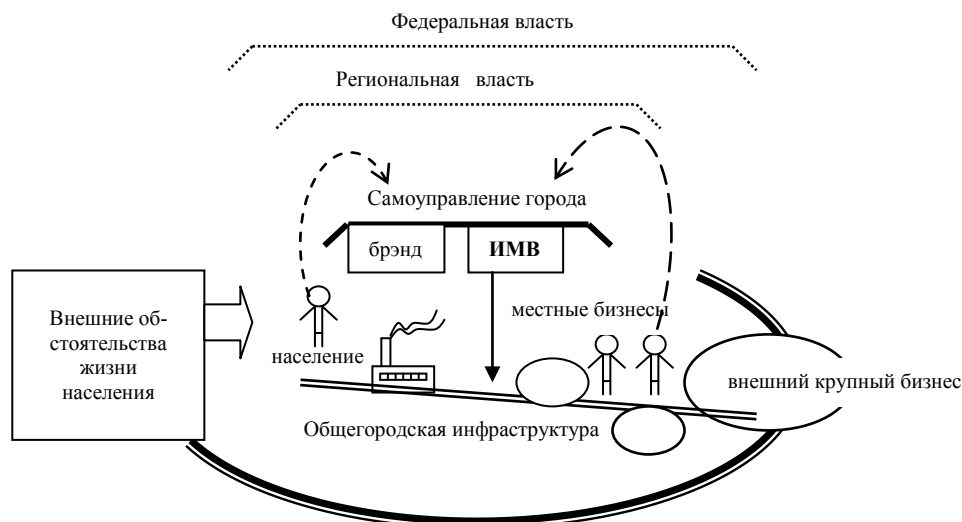 Федеральная власть
Региональная власть
Самоуправление города
брэнд
ИМВ
Внешние об-
стоятельства
жизни
населения
местные бизнесы
население
внешний крупный бизнес
Общегородская инфраструктура